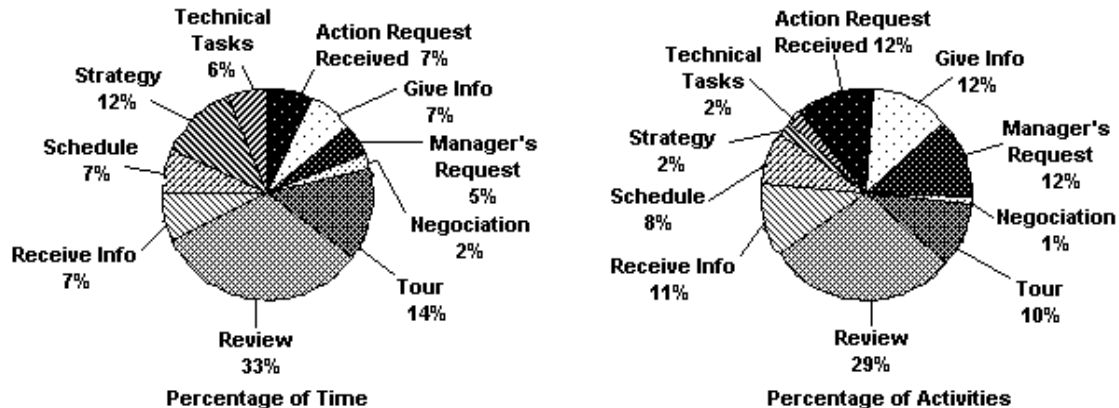 Technical
Tasks
6%
Action Request
Received 7%
Give Info
7%
Manager's
Request
5%
Negociation
2%
Tour
14%
Review
33%
Receive Info
7%
Schedule
7%
Strategy
12%
Percentage of Time
Action Request
Received 12%
Give Info
12%
Manager's
Request
12%
Negociation
1%
Tour
10%
Review
29%
Receive Info
11%
Schedule
8%
Strategy
2%
Technical
Tasks
2%
Percentage of Activities